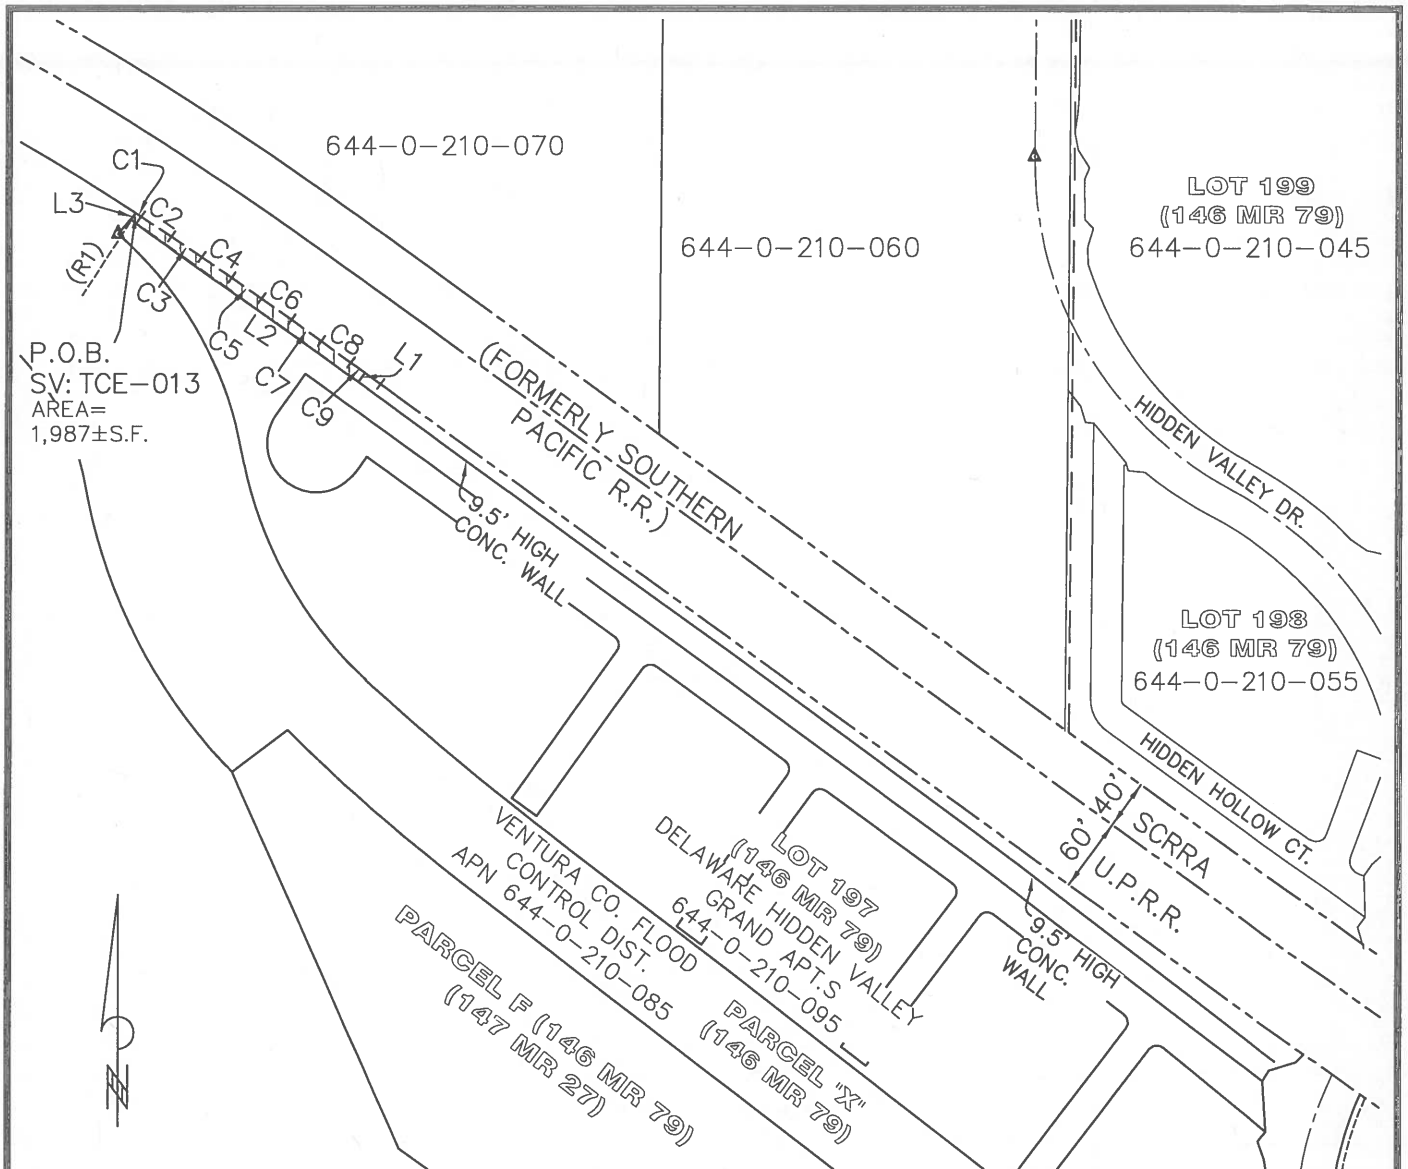 644-0-210-070
C1
L3
C2
(R1)
C3
C4
C5
C6
L2
C7
C8
L1
C9
P.O.B.
SV: TCE-013
AREA=
1,987±S.F.
644-0-210-060
LOT 199
(146 MR 79)
644-0-210-045
(FORMERLY SOUTHERN
PACIFIC R.R.)
HIDDEN VALLEY DR.
9.5' HIGH
CONC. WALL
LOT 198
(146 MR 79)
644-0-210-055
HIDDEN HOLLOW CT.
60' 40'
SCRRA
U.P.R.R.
VENTURA CO. FLOOD
CONTROL DIST.
APN 644-0-210-085
LOT 197
(146 MR 79)
DELAWARE HIDDEN VALLEY
GRAND APT.S
644-0-210-095
9.5' HIGH
CONC.
WALL
PARCEL F (146 MR 79)
(147 MR 27)
PARCEL "X"
(146 MR 79)
N